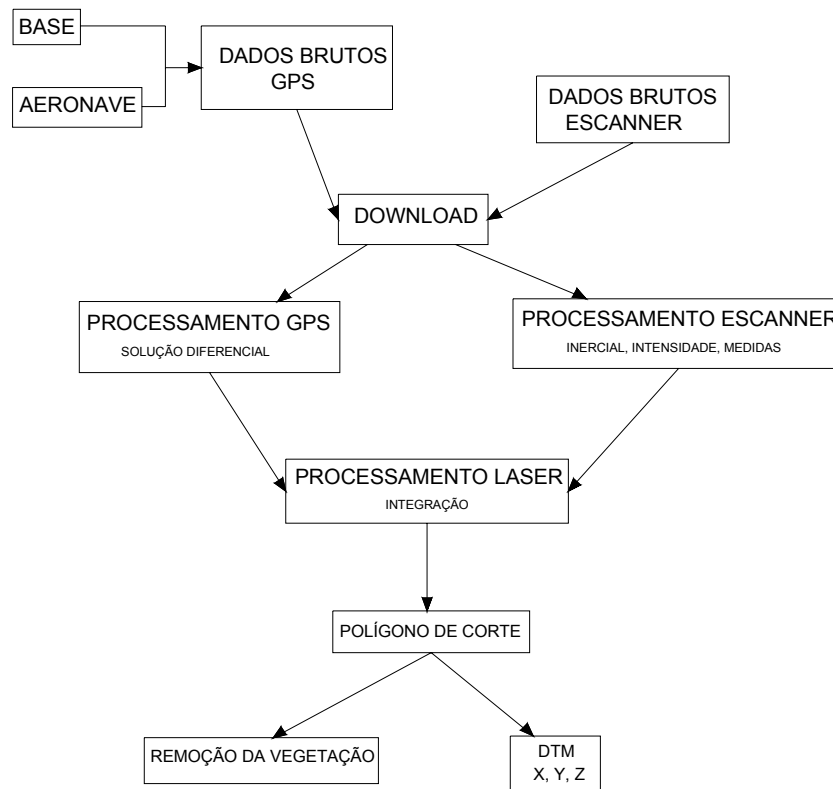 BASE
DADOS BRUTOS
GPS
AERONAVE
DADOS BRUTOS
ESCANNER
DOWNLOAD
PROCESSAMENTO GPS
SOLUÇÃO DIFERENCIAL
PROCESSAMENTO ESCANNER
INERCIAL, INTENSIDADE, MEDIDAS
PROCESSAMENTO LASER
INTEGRAÇÃO
POLÍGONO DE CORTE
REMOÇÃO DA VEGETAÇÃO
DTM
X, Y, Z